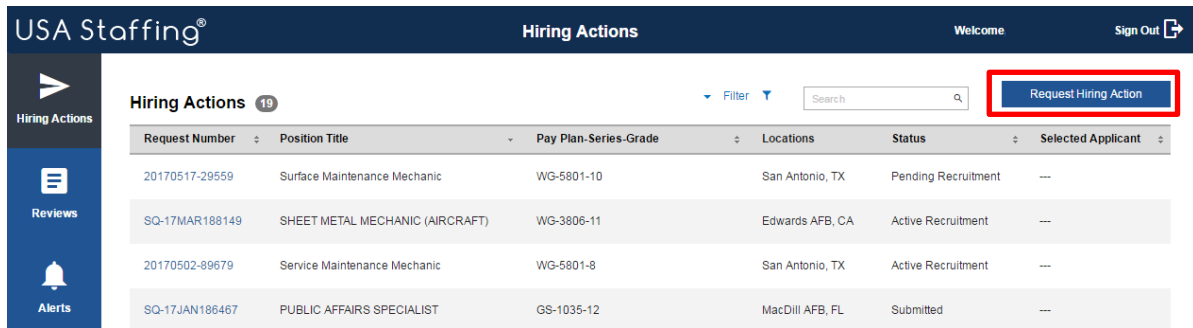 USA Staffing® Hiring Actions Welcome Sign Out
Hiring Actions
Reviews
Alerts
Hiring Actions 19 Filter Search Request Hiring Action
Request Number Position Title Pay Plan-Series-Grade Locations Status Selected Applicant
20170517-29559 Surface Maintenance Mechanic WG-5801-10 San Antonio, TX Pending Recruitment ---
SQ-17MAR188149 SHEET METAL MECHANIC (AIRCRAFT) WG-3806-11 Edwards AFB, CA Active Recruitment ---
20170502-89679 Service Maintenance Mechanic WG-5801-8 San Antonio, TX Active Recruitment ---
SQ-17JAN186467 PUBLIC AFFAIRS SPECIALIST GS-1035-12 MacDill AFB, FL Submitted ---